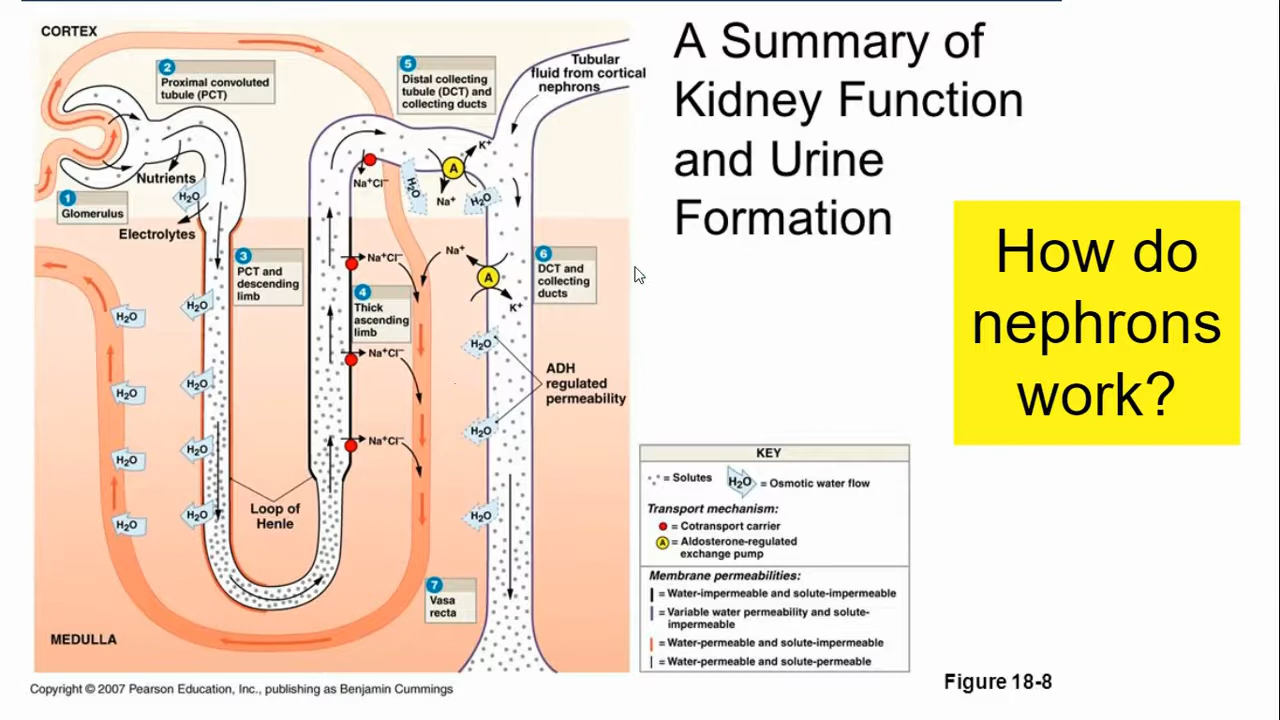 CORTEX
2
Proximal convoluted
tubule (PCT)
5
Distal collecting
tubule (DCT) and
collecting ducts
Tubular
fluid from cortical
nephrons
A Summary of
Kidney Function
and Urine
Formation
How do
nephrons
work?
Nutrients
H₂O
1
Glomerulus
Electrolytes
Na⁺Cl⁻
H₂O
A
K⁺
Na⁺
H₂O
3
PCT and
descending
limb
Na⁺Cl⁻
4
Thick
ascending
limb
Na⁺
A
K⁺
6
DCT and
collecting
ducts
H₂O
H₂O
H₂O
Na⁺Cl⁻
ADH
regulated
permeability
H₂O
H₂O
H₂O
H₂O
H₂O
Na⁺Cl⁻
H₂O
Loop of
Henle
H₂O
H₂O
H₂O
7
Vasa
recta
MEDULLA
KEY
= Solutes
H₂O
= Osmotic water flow
Transport mechanism:
= Cotransport carrier
A
= Aldosterone-regulated
exchange pump
Membrane permeabilities:
= Water-impermeable and solute-impermeable
= Variable water permeability and solute-
impermeable
= Water-permeable and solute-impermeable
= Water-permeable and solute-permeable
Copyright © 2007 Pearson Education, Inc., publishing as Benjamin Cummings
Figure 18-8